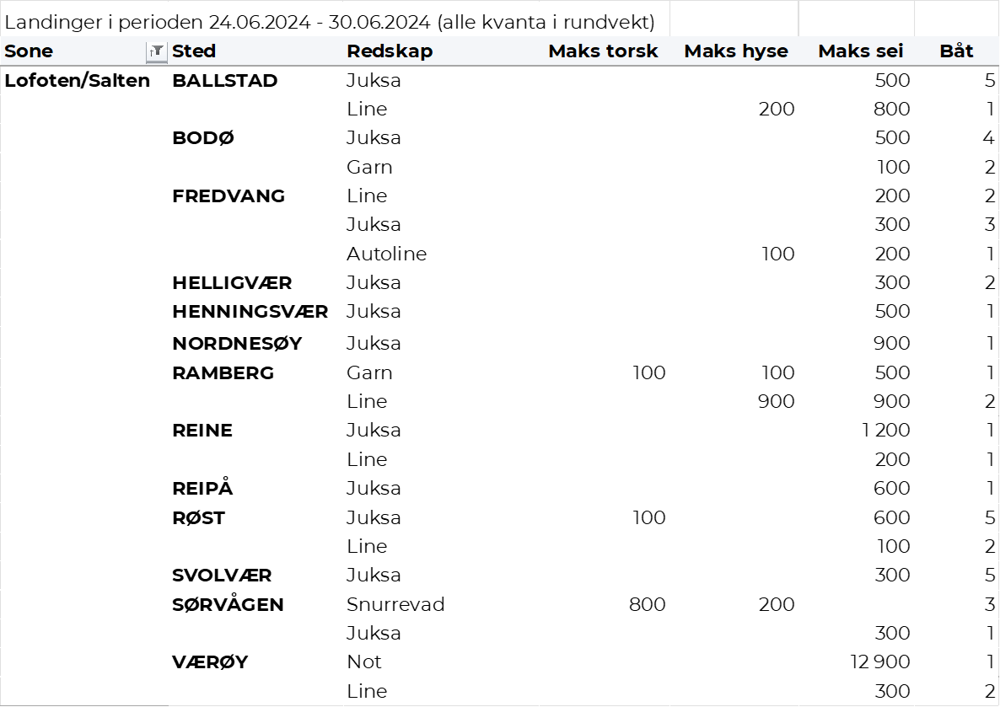 Landinger i perioden 24.06.2024 - 30.06.2024 (alle kvanta i rundvekt)
Sone Sted Redskap Maks torsk Maks hyse Maks sei Båt
Lofoten/Salten BALLSTAD Juksa 500 5
Line 200 800 1
BODØ Juksa 500 4
Garn 100 2
FREDVANG Line 200 2
Juksa 300 3
Autoline 100 200 1
HELLIGVÆR Juksa 300 2
HENNINGSVÆR Juksa 500 1
NORDNESØY Juksa 900 1
RAMBERG Garn 100 100 500 1
Line 900 900 2
REINE Juksa 1 200 1
Line 200 1
REIPÅ Juksa 600 1
RØST Juksa 100 600 5
Line 100 2
SVOLVÆR Juksa 300 5
SØRVÅGEN Snurrevad 800 200 3
Juksa 300 1
VÆRØY Not 12 900 1
Line 300 2